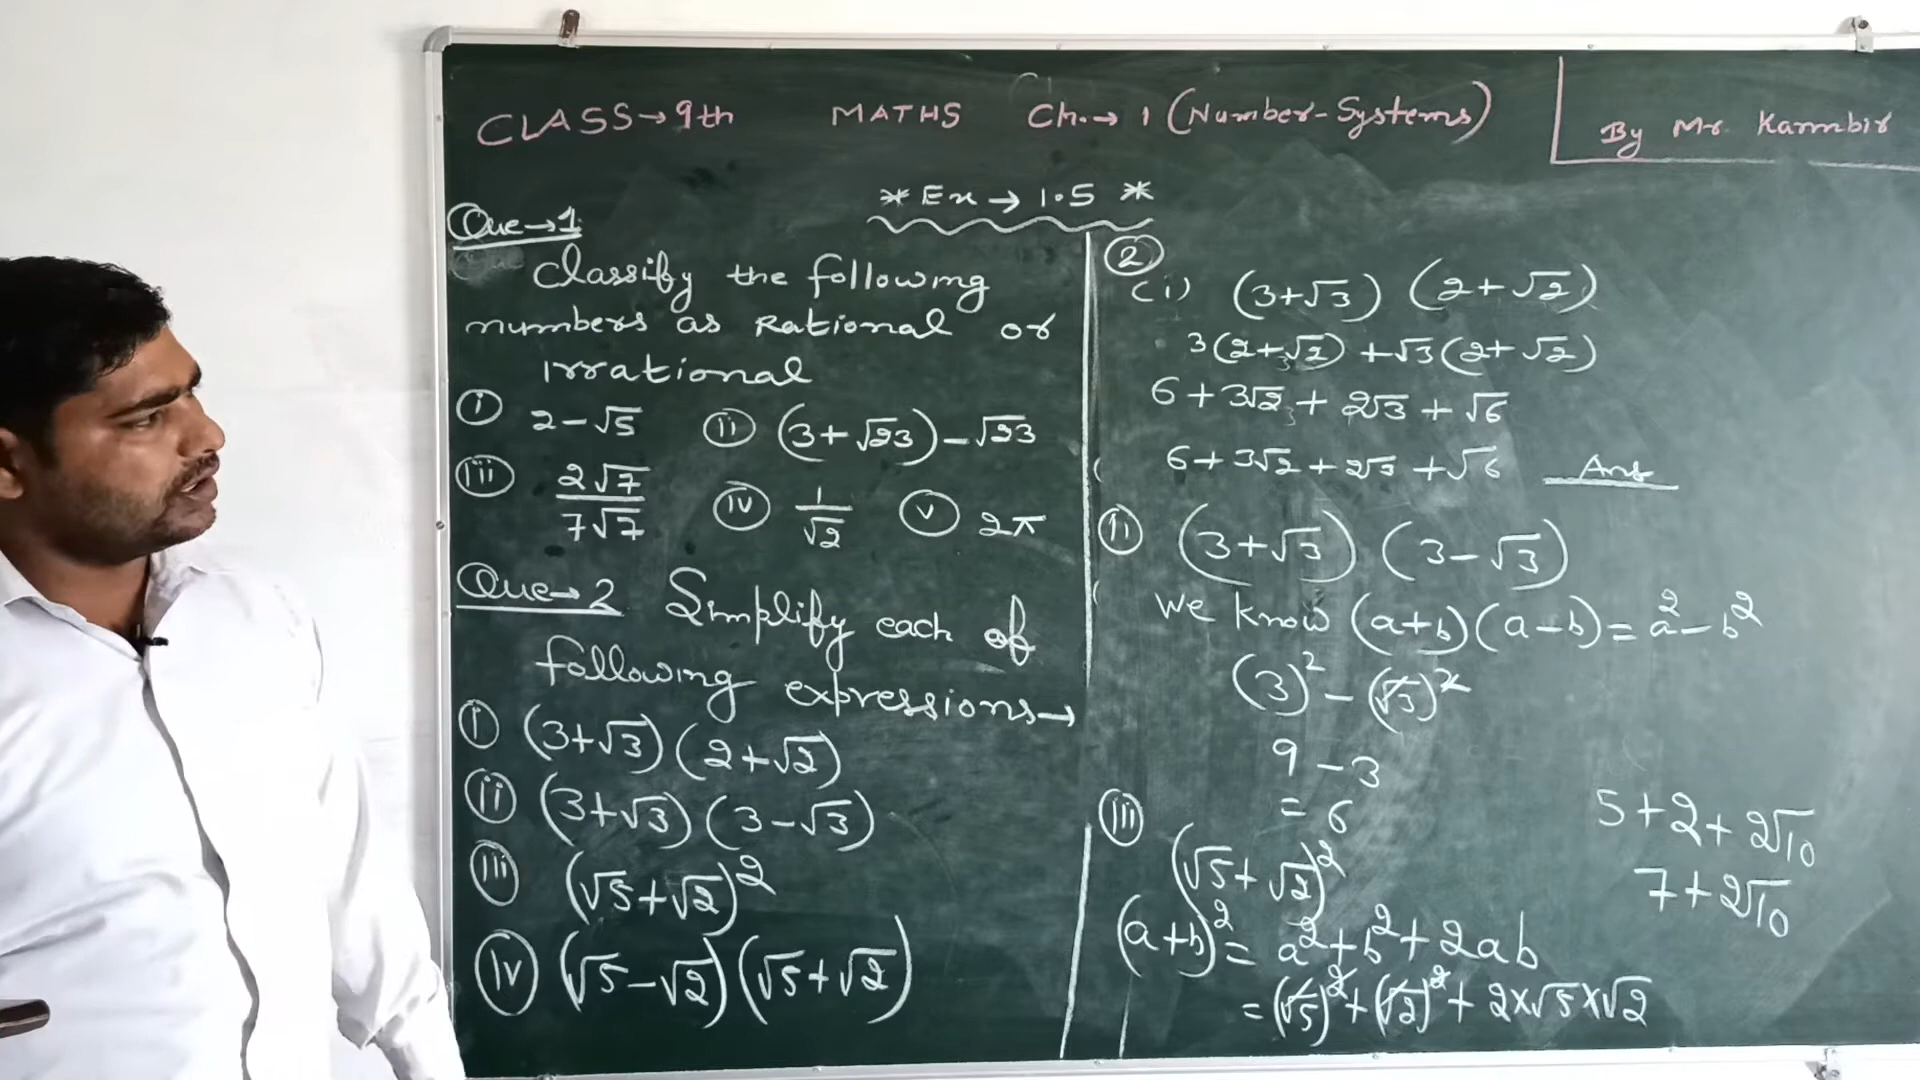 CLASS→9th MATHS Ch.→1 (Number-Systems)
By Mr. Karmbir
* Ex→1.5 *
Que→1
Classify the following
numbers as Rational or
Irrational
(i) 2-√5 (ii) (3+√23)-√23
(iii) 2√7/7√7 (iv) 1/√2 (v) 2π
Que→2 Simplify each of
following expressions→
(i) (3+√3)(2+√2)
(ii) (3+√3)(3-√3)
(iii) (√5+√2)²
(iv) (√5-√2)(√5+√2)
(2)
(i) (3+√3) (2+√2)
3(2+√2)+√3(2+√2)
6+3√2+2√3+√6
6+3√2+2√3+√6 Ans
(ii) (3+√3) (3-√3)
We know (a+b)(a-b)=a²-b²
(3)²-(√3)²
9-3
=6
(iii)
(√5+√2)²
(a+b)²=a²+b²+2ab
=(√5)²+(√2)²+2×√5×√2
5+2+2√10
7+2√10